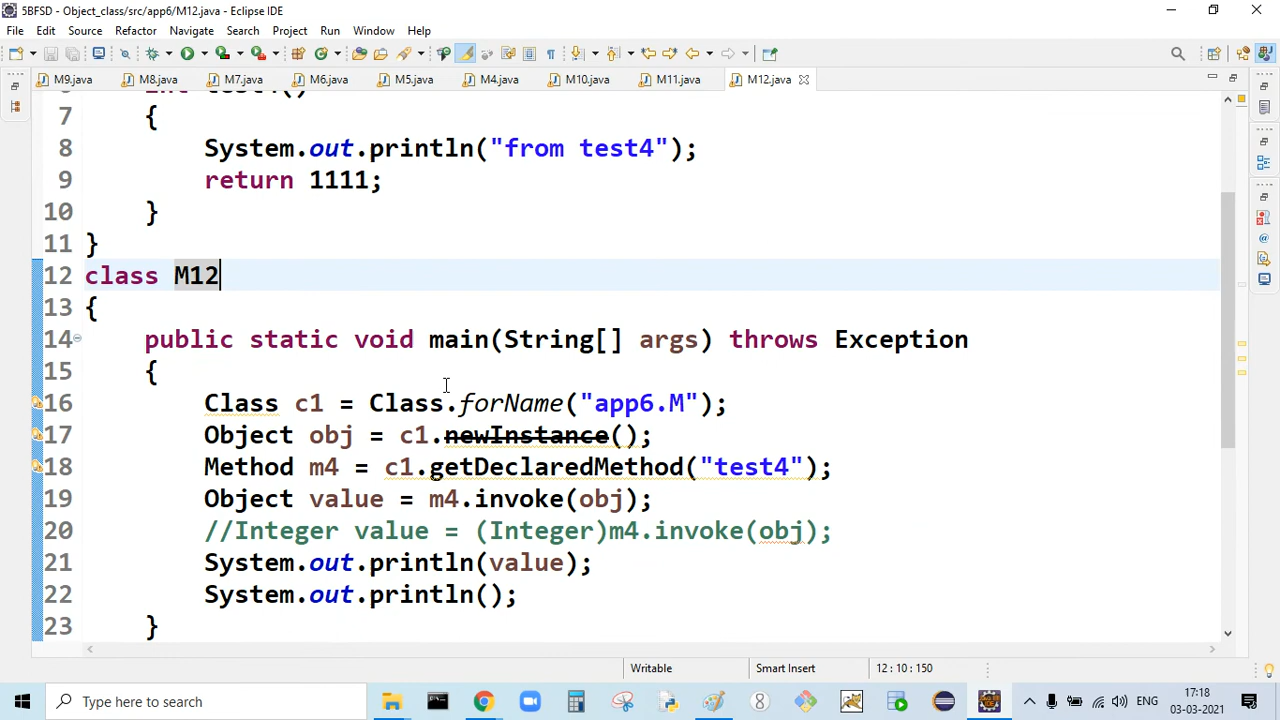 5BFSD - Object_class/src/app6/M12.java - Eclipse IDE
File Edit Source Refactor Navigate Search Project Run Window Help
M9.java M8.java M7.java M6.java M5.java M4.java M10.java M11.java M12.java
7 {
8 System.out.println("from test4");
9 return 1111;
10 }
11 }
12 class M12
13 {
14 public static void main(String[] args) throws Exception
15 {
16 Class c1 = Class.forName("app6.M");
17 Object obj = c1.newInstance();
18 Method m4 = c1.getDeclaredMethod("test4");
19 Object value = m4.invoke(obj);
20 //Integer value = (Integer)m4.invoke(obj);
21 System.out.println(value);
22 System.out.println();
23 }
Writable Smart Insert 12 : 10 : 150
Type here to search
ENG
7:18
03-03-2021